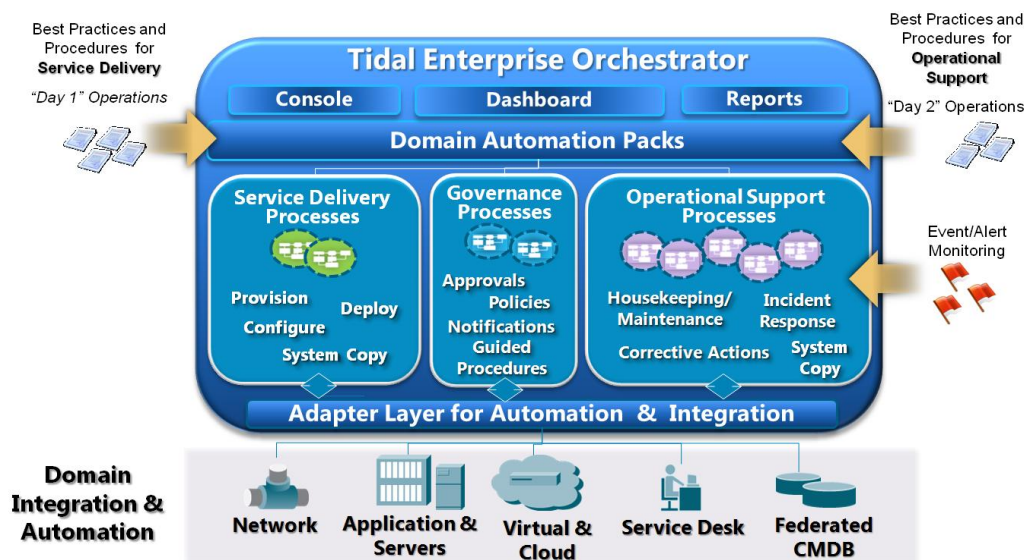 Best Practices and
Procedures for
Service Delivery
"Day 1" Operations
Best Practices and
Procedures for
Operational
Support
"Day 2" Operations
Tidal Enterprise Orchestrator
Console
Dashboard
Reports
Domain Automation Packs
Service Delivery
Processes
Provision
Deploy
Configure
System Copy
Governance
Processes
Approvals
Policies
Notifications
Guided
Procedures
Operational Support
Processes
Housekeeping/
Maintenance
Incident
Response
Corrective Actions
System
Copy
Event/Alert
Monitoring
Adapter Layer for Automation & Integration
Domain
Integration &
Automation
Network
Application &
Servers
Virtual &
Cloud
Service Desk
Federated
CMDB